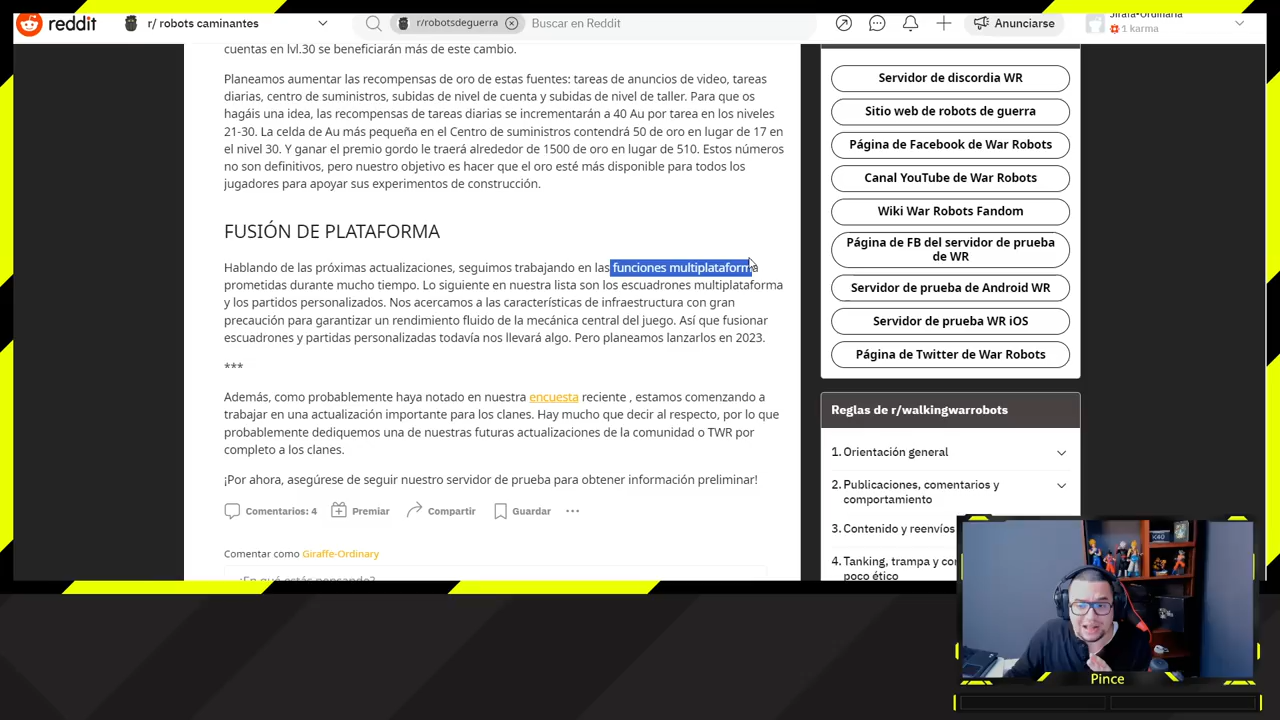 reddit
r/ robots caminantes
r/robotsdeguerra
Buscar en Reddit
Anunciarse
Jirafa-Ordinaria
1 karma
cuentas en lvl.30 se beneficiarán más de este cambio.
Planeamos aumentar las recompensas de oro de estas fuentes: tareas de anuncios de video, tareas
diarias, centro de suministros, subidas de nivel de cuenta y subidas de nivel de taller. Para que os
hagáis una idea, las recompensas de tareas diarias se incrementarán a 40 Au por tarea en los niveles
21-30. La celda de Au más pequeña en el Centro de suministros contendrá 50 de oro en lugar de 17 en
el nivel 30. Y ganar el premio gordo le traerá alrededor de 1500 de oro en lugar de 510. Estos números
no son definitivos, pero nuestro objetivo es hacer que el oro esté más disponible para todos los
jugadores para apoyar sus experimentos de construcción.
FUSIÓN DE PLATAFORMA
Hablando de las próximas actualizaciones, seguimos trabajando en las funciones multiplataforma
prometidas durante mucho tiempo. Lo siguiente en nuestra lista son los escuadrones multiplataforma
y los partidos personalizados. Nos acercamos a las características de infraestructura con gran
precaución para garantizar un rendimiento fluido de la mecánica central del juego. Así que fusionar
escuadrones y partidas personalizadas todavía nos llevará algo. Pero planeamos lanzarlos en 2023.
***
Además, como probablemente haya notado en nuestra encuesta reciente , estamos comenzando a
trabajar en una actualización importante para los clanes. Hay mucho que decir al respecto, por lo que
probablemente dediquemos una de nuestras futuras actualizaciones de la comunidad o TWR por
completo a los clanes.
¡Por ahora, asegúrese de seguir nuestro servidor de prueba para obtener información preliminar!
Comentarios: 4
Premiar
Compartir
Guardar
Comentar como Giraffe-Ordinary
¿En qué estás pensando?
Servidor de discordia WR
Sitio web de robots de guerra
Página de Facebook de War Robots
Canal YouTube de War Robots
Wiki War Robots Fandom
Página de FB del servidor de prueba
de WR
Servidor de prueba de Android WR
Servidor de prueba WR iOS
Página de Twitter de War Robots
Reglas de r/walkingwarrobots
1. Orientación general
2. Publicaciones, comentarios y
comportamiento
3. Contenido y reenvíos
4. Tanking, trampa y
poco ético
Pince